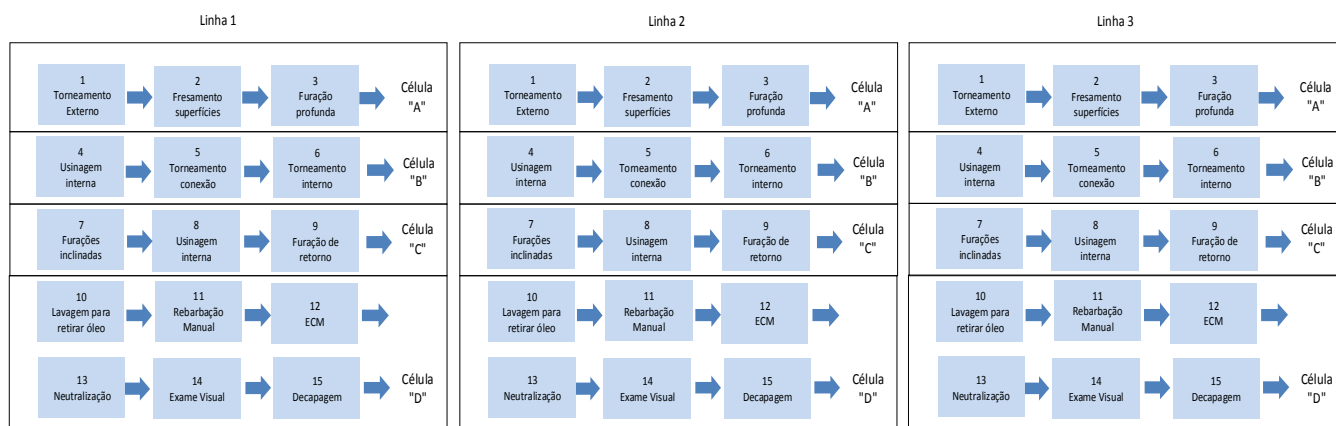 Linha 1
1
Torneamento
Externo
2
Fresamento
superfícies
3
Furação
profunda
Célula
"A"
4
Usinagem
interna
5
Torneamento
conexão
6
Torneamento
interno
Célula
"B"
7
Furações
inclinadas
8
Usinagem
interna
9
Furação de
retorno
Célula
"C"
10
Lavagem para
retirar óleo
11
Rebarbação
Manual
12
ECM
13
Neutralização
14
Exame Visual
15
Decapagem
Célula
"D"
Linha 2
1
Torneamento
Externo
2
Fresamento
superfícies
3
Furação
profunda
Célula
"A"
4
Usinagem
interna
5
Torneamento
conexão
6
Torneamento
interno
Célula
"B"
7
Furações
inclinadas
8
Usinagem
interna
9
Furação de
retorno
Célula
"C"
10
Lavagem para
retirar óleo
11
Rebarbação
Manual
12
ECM
13
Neutralização
14
Exame Visual
15
Decapagem
Célula
"D"
Linha 3
1
Torneamento
Externo
2
Fresamento
superfícies
3
Furação
profunda
Célula
"A"
4
Usinagem
interna
5
Torneamento
conexão
6
Torneamento
interno
Célula
"B"
7
Furações
inclinadas
8
Usinagem
interna
9
Furação de
retorno
Célula
"C"
10
Lavagem para
retirar óleo
11
Rebarbação
Manual
12
ECM
13
Neutralização
14
Exame Visual
15
Decapagem
Célula
"D"